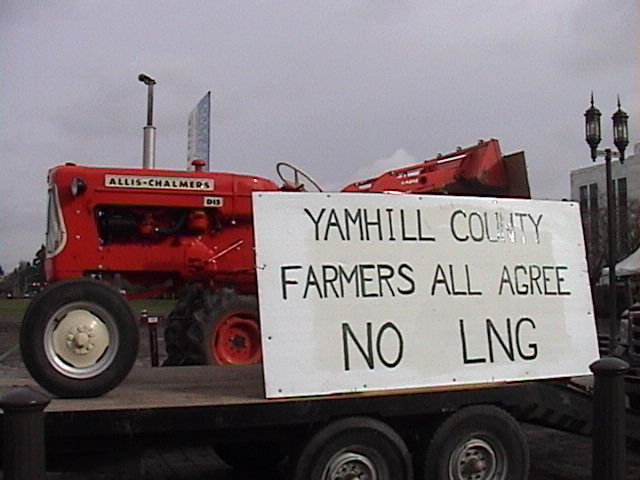 ALLIS-CHALMERS
D15
YAMHILL COUNTY
FARMERS ALL AGREE
NO LNG